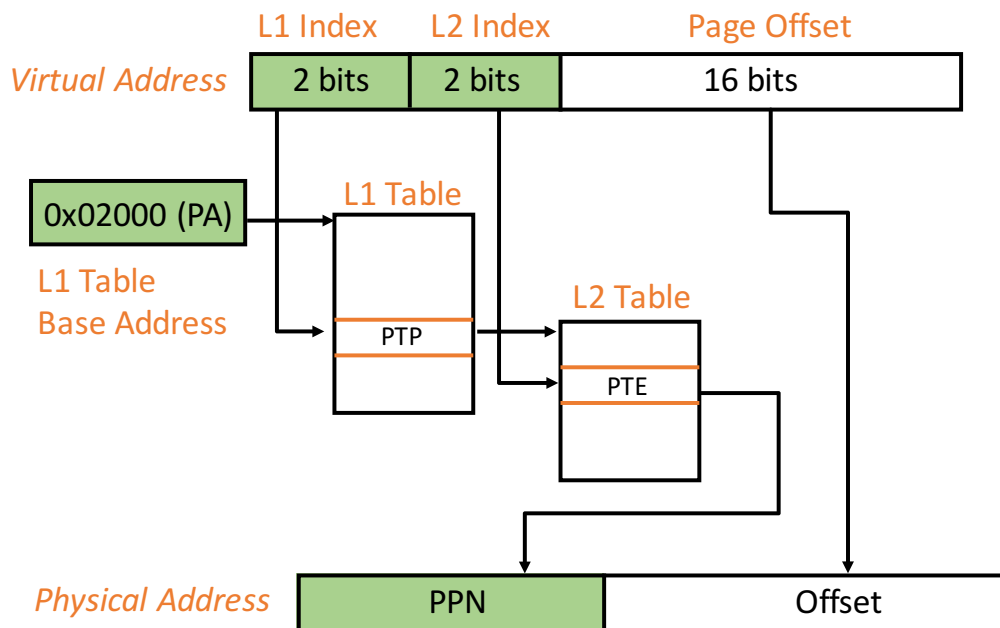 L1 Index
L2 Index
Page Offset
Virtual Address
2 bits
2 bits
16 bits
0x02000 (PA)
L1 Table
L1 Table
Base Address
L2 Table
PTP
PTE
Physical Address
PPN
Offset